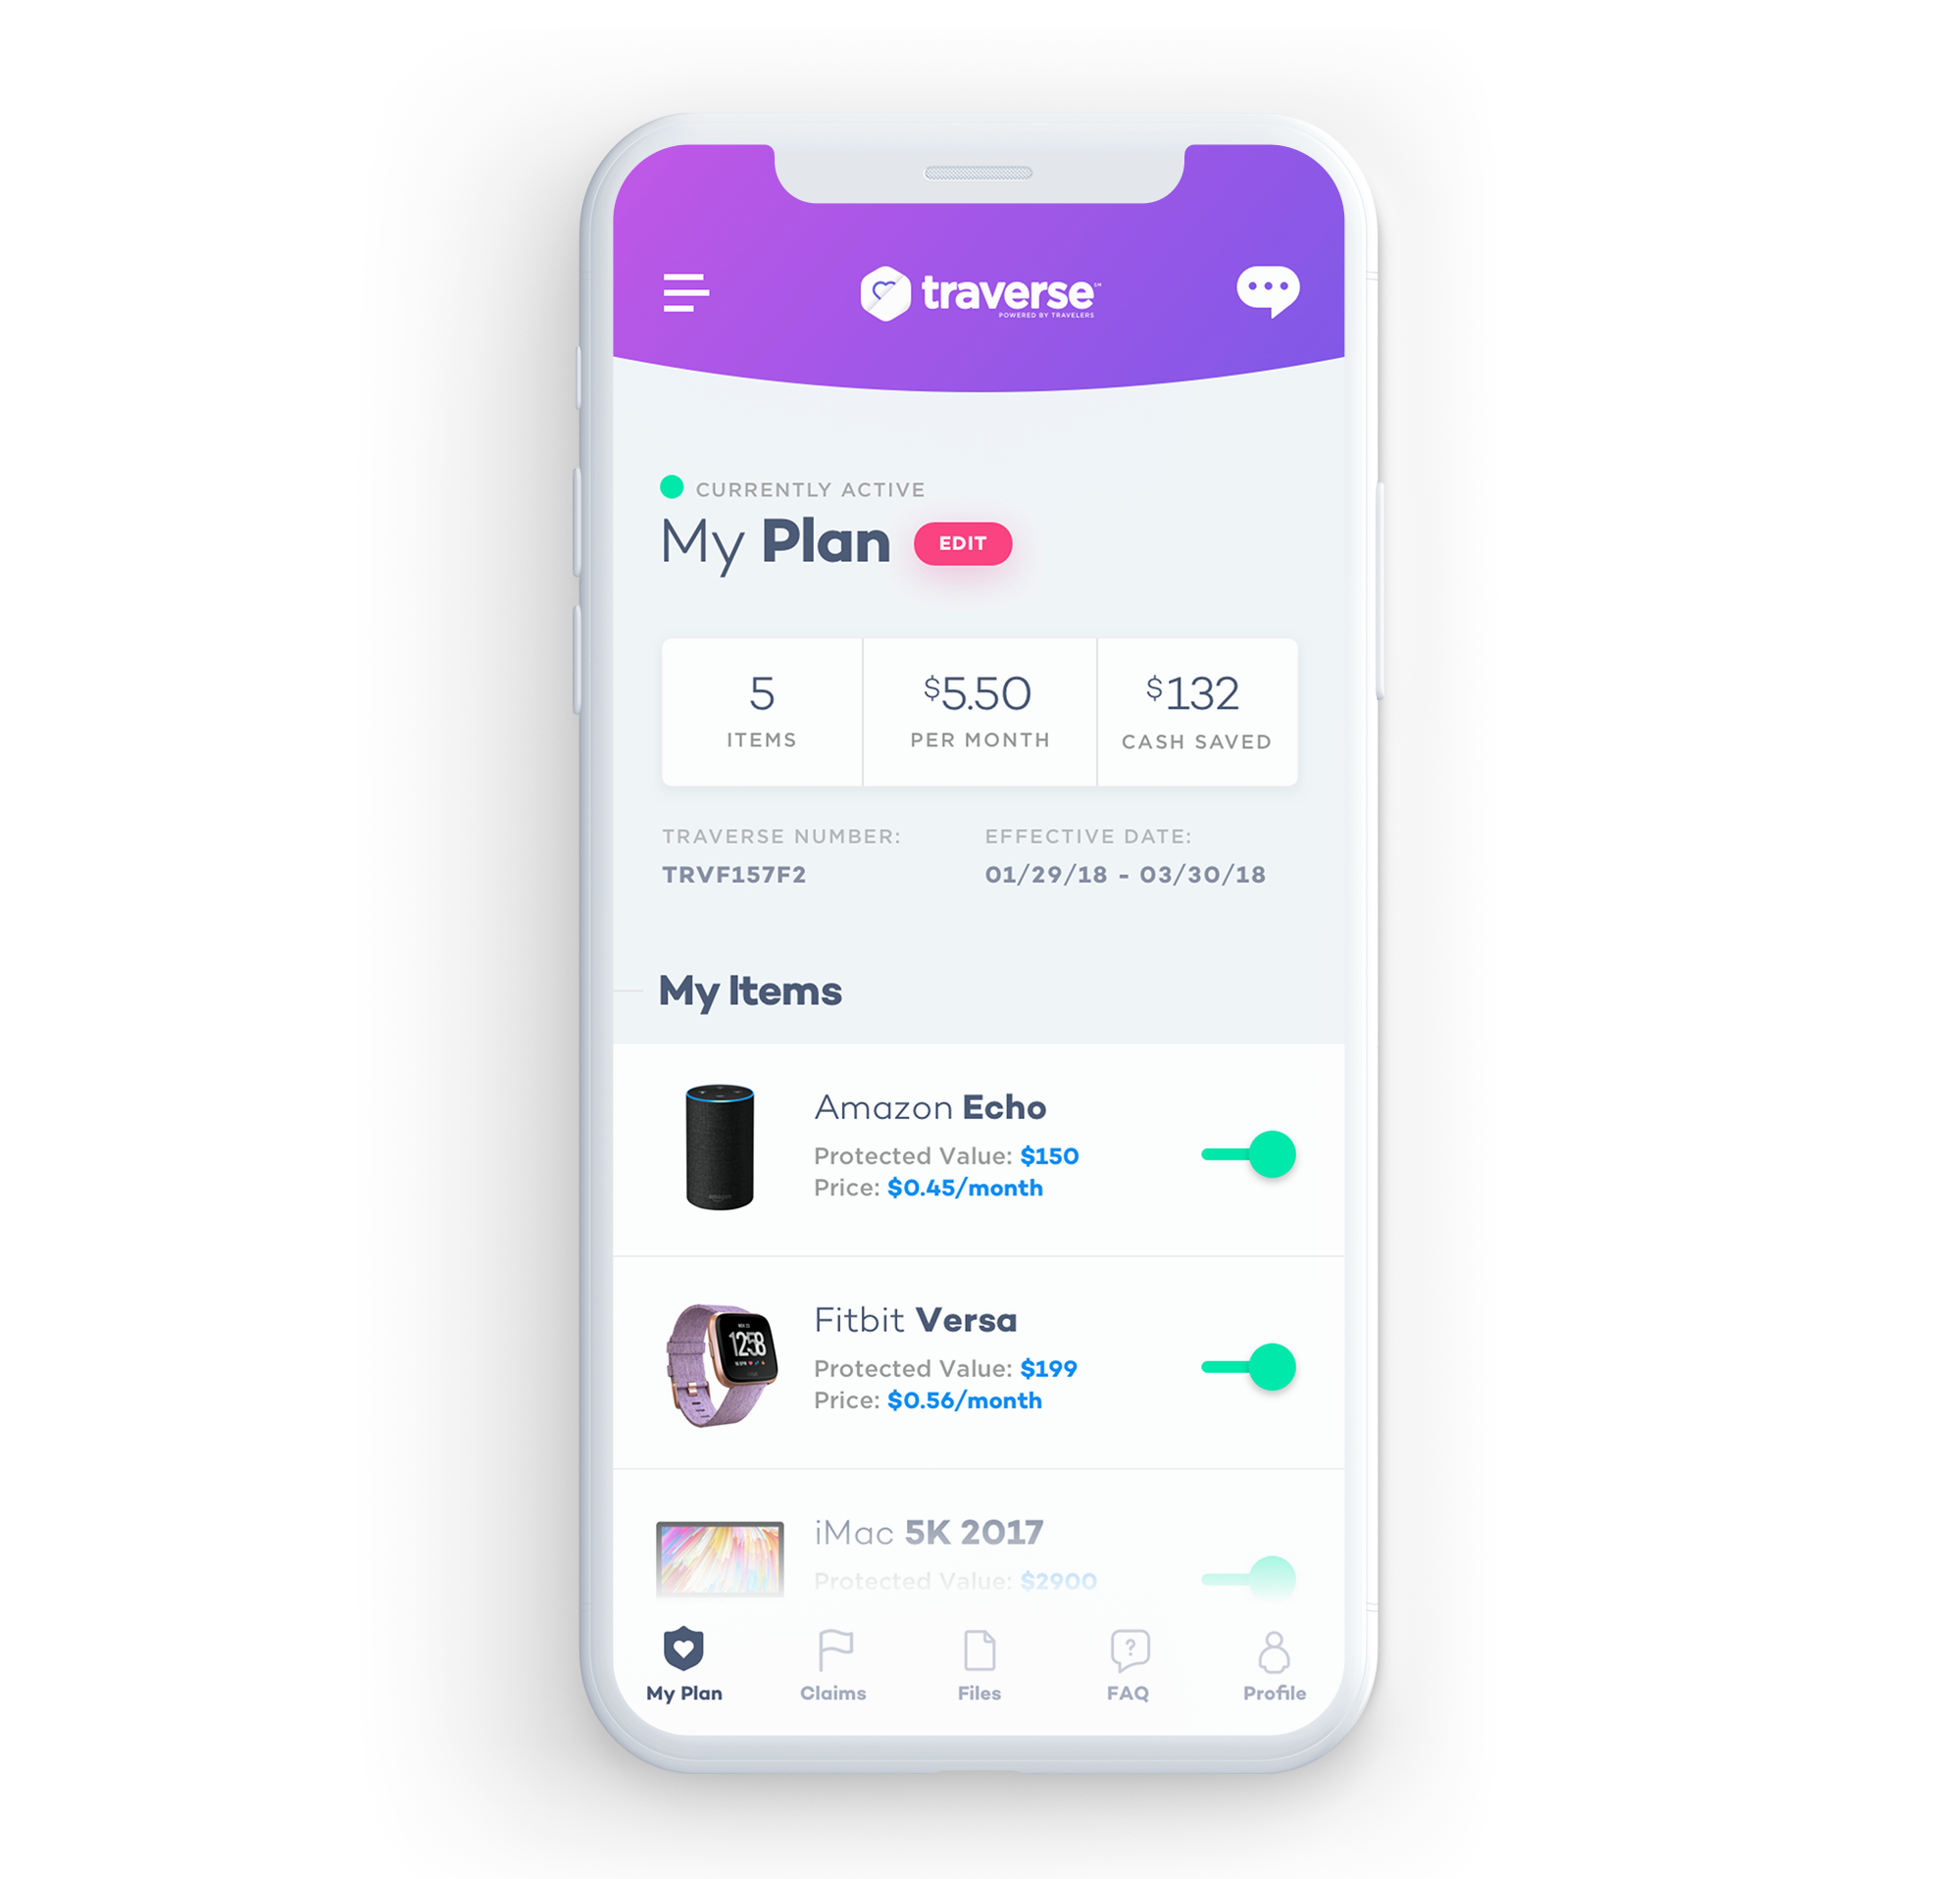 traverse℠
POWERED BY TRAVELERS
CURRENTLY ACTIVE
My Plan EDIT
5 $5.50 $132
ITEMS PER MONTH CASH SAVED
TRAVERSE NUMBER: EFFECTIVE DATE:
TRVF157F2 01/29/18 - 03/30/18
My Items
Amazon Echo
Protected Value: $150
Price: $0.45/month
Fitbit Versa
12:58
Protected Value: $199
Price: $0.56/month
iMac 5K 2017
Protected Value: $2900
My Plan Claims Files FAQ Profile